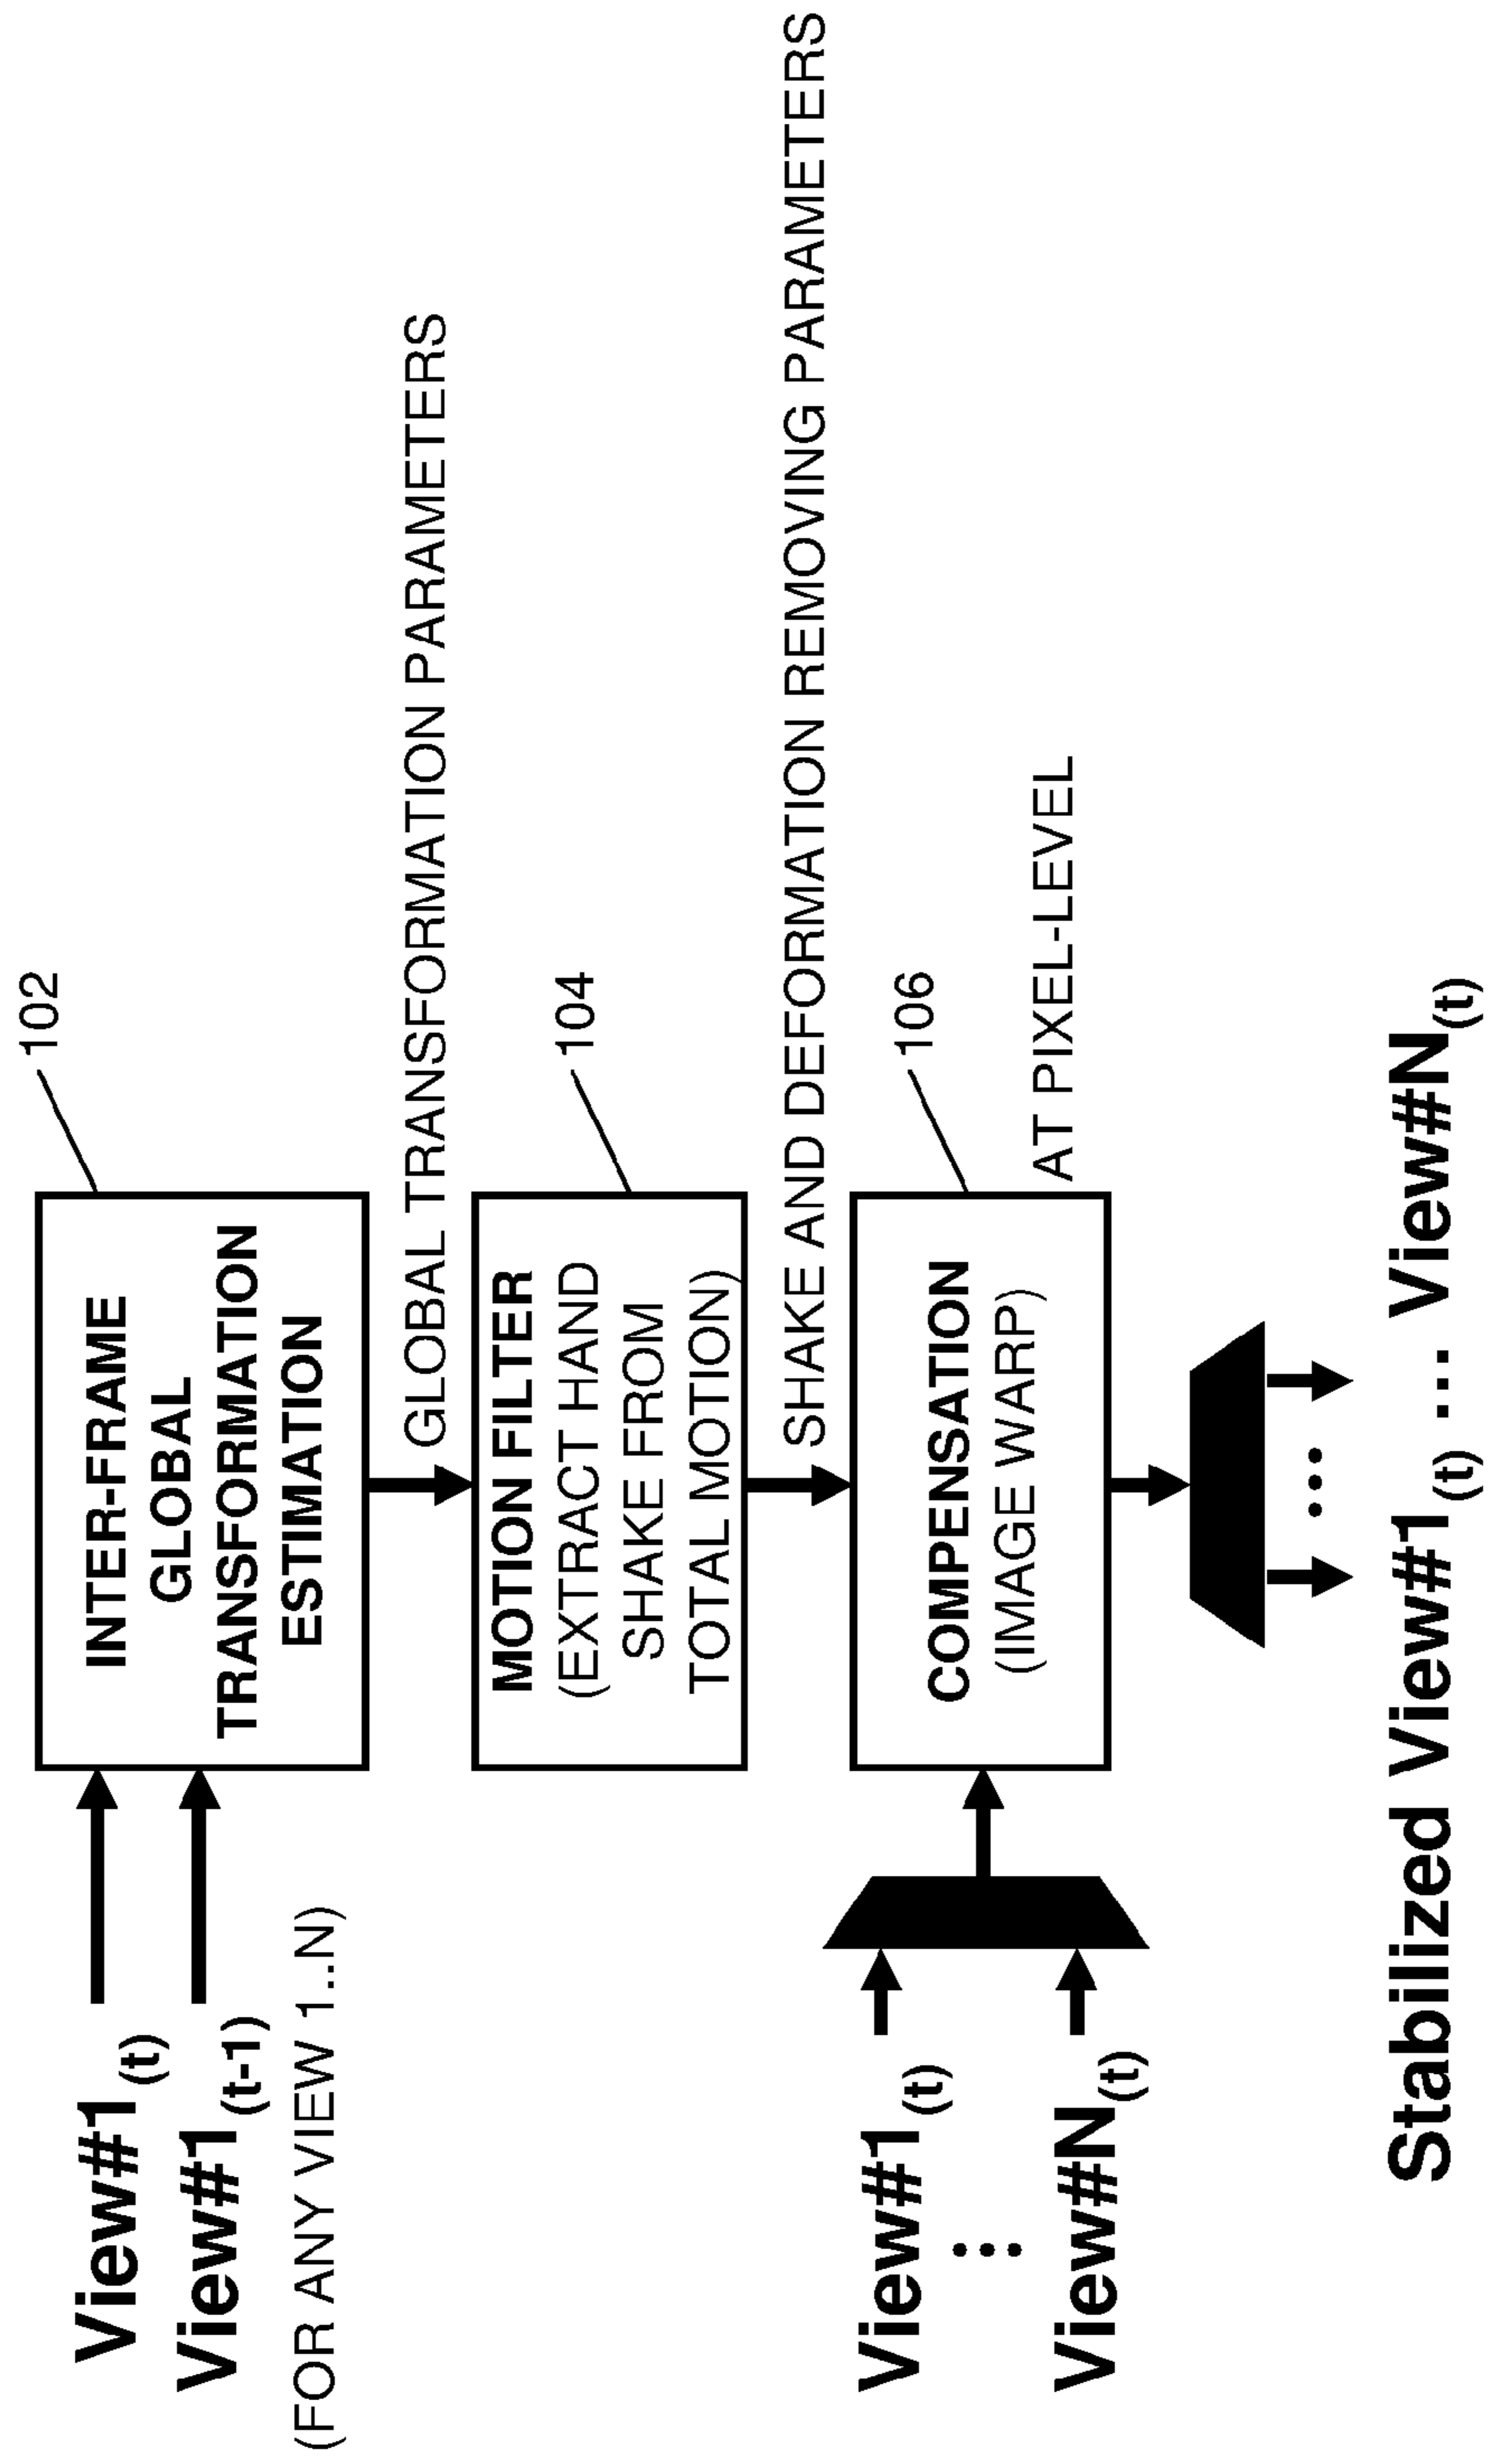 102
View#1(t)
View#1(t-1)
(FOR ANY VIEW 1..N)
INTER-FRAME
GLOBAL
TRANSFORMATION
ESTIMATION
GLOBAL TRANSFORMATION PARAMETERS
104
MOTION FILTER
(EXTRACT HAND
SHAKE FROM
TOTAL MOTION)
SHAKE AND DEFORMATION REMOVING PARAMETERS
106
View#1(t)
View#N(t)
COMPENSATION
(IMAGE WARP)
AT PIXEL-LEVEL
Stabilized View#1(t) ... View#N(t)